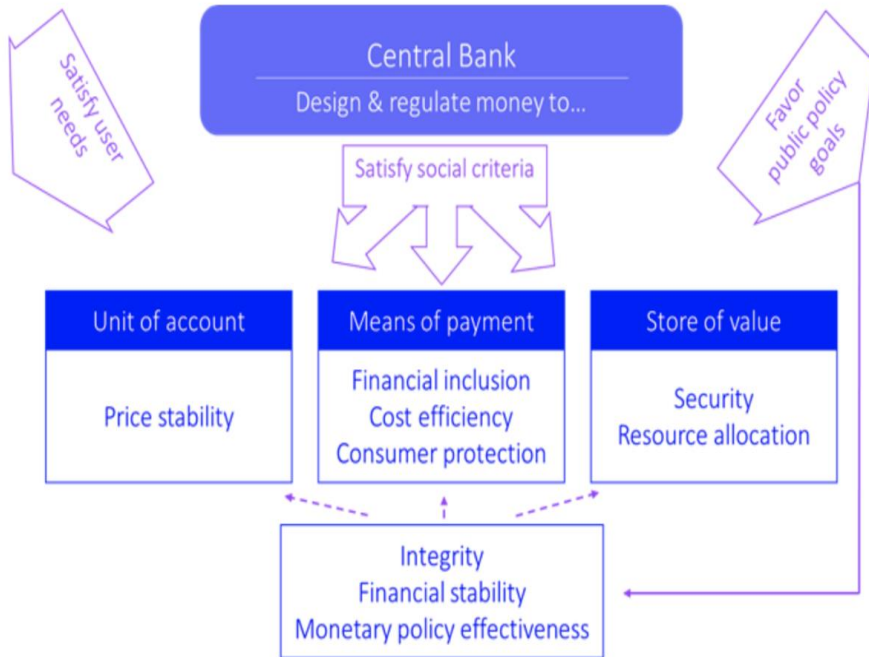 Central Bank
Design & regulate money to...
Satisfy user
needs
Satisfy social criteria
Favor
public policy
goals
Unit of account
Price stability
Means of payment
Financial inclusion
Cost efficiency
Consumer protection
Store of value
Security
Resource allocation
Integrity
Financial stability
Monetary policy effectiveness